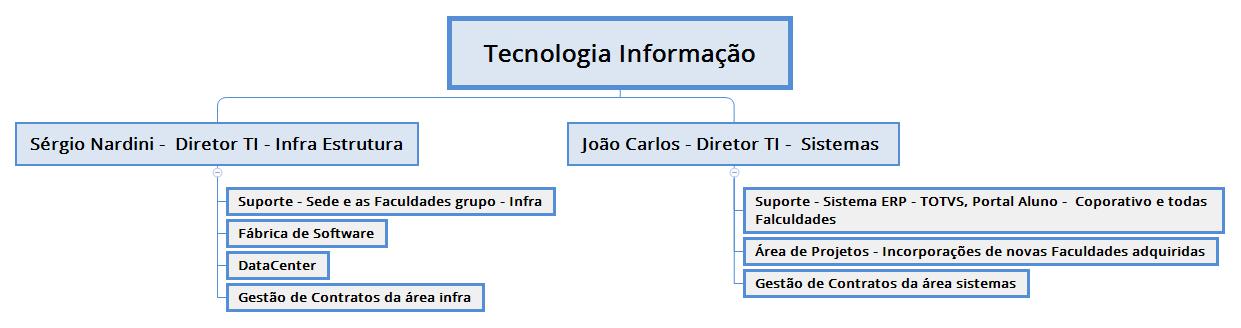 Tecnologia Informação
Sérgio Nardini - Diretor TI - Infra Estrutura
João Carlos - Diretor TI - Sistemas
Suporte - Sede e as Faculdades grupo - Infra
Fábrica de Software
DataCenter
Gestão de Contratos da área infra
Suporte - Sistema ERP - TOTVS, Portal Aluno - Coporativo e todas
Falculdades
Área de Projetos - Incorporações de novas Faculdades adquiridas
Gestão de Contratos da área sistemas